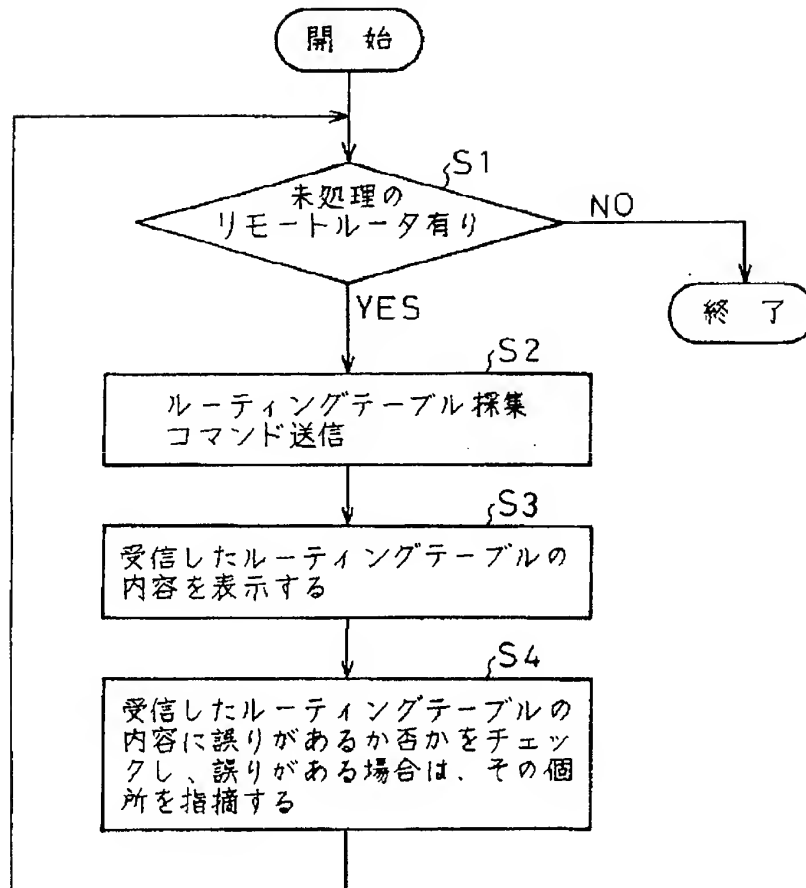 開始
S1
未処理の
リモートルータ有り
NO
終了
YES
S2
ルーティングテーブル採集
コマンド送信
S3
受信したルーティングテーブルの
内容を表示する
S4
受信したルーティングテーブルの
内容に誤りがあるか否かをチェッ
クし、誤りがある場合は、その個
所を指摘する